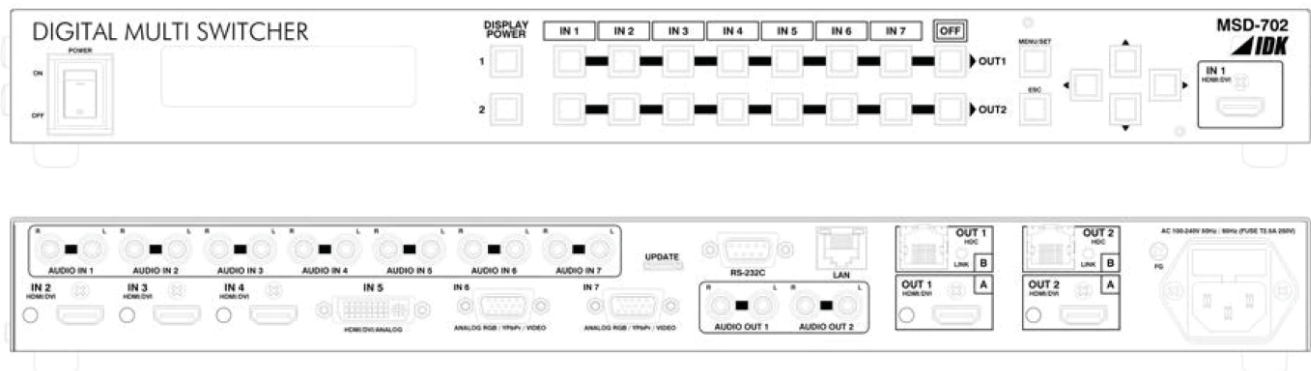 DIGITAL MULTI SWITCHER
POWER
ON
OFF
DISPLAY
POWER
IN 1 IN 2 IN 3 IN 4 IN 5 IN 6 IN 7 OFF
1
OUT1
2
OUT2
MENU/SET
ESC
MSD-702
IDK
IN 1
HDMI/DVI
R L R L R L R L R L R L R L
AUDIO IN 1 AUDIO IN 2 AUDIO IN 3 AUDIO IN 4 AUDIO IN 5 AUDIO IN 6 AUDIO IN 7
IN 2
HDMI/DVI
IN 3
HDMI/DVI
IN 4
HDMI/DVI
IN 5
HDMI/DVI/ANALOG
IN 6
ANALOG RGB / YPbPr / VIDEO
IN 7
ANALOG RGB / YPbPr / VIDEO
UPDATE
RS-232C
LAN
R L R L
AUDIO OUT 1 AUDIO OUT 2
OUT 1
HDC
LINK B
OUT 1 A
HDMI/DVI
OUT 2
HDC
LINK B
OUT 2 A
HDMI/DVI
AC 100-240V 50Hz / 60Hz (FUSE T2.5A 250V)
FG